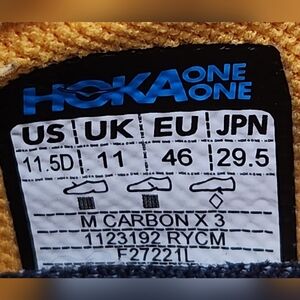 HOKA ONE ONE
US UK EU JPN
11.5D 11 46 29.5
M CARBON X 3
1123192 RYCM
F27221L